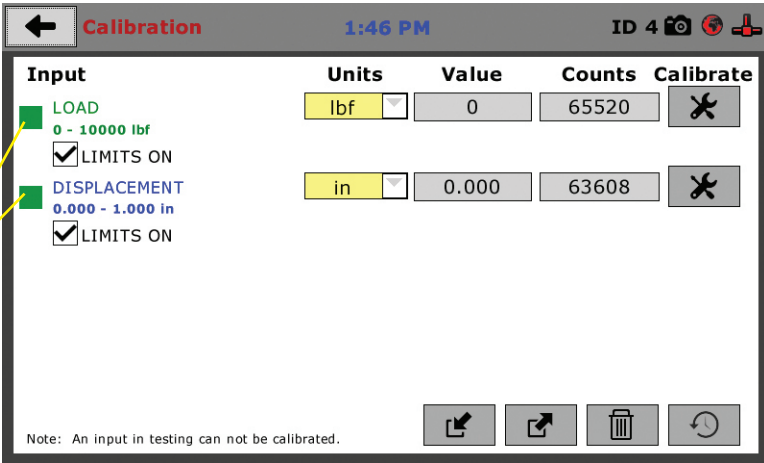 Calibration 1:46 PM ID 4
Input Units Value Counts Calibrate
LOAD lbf 0 65520
0 - 10000 lbf
LIMITS ON
DISPLACEMENT in 0.000 63608
0.000 - 1.000 in
LIMITS ON
Note: An input in testing can not be calibrated.